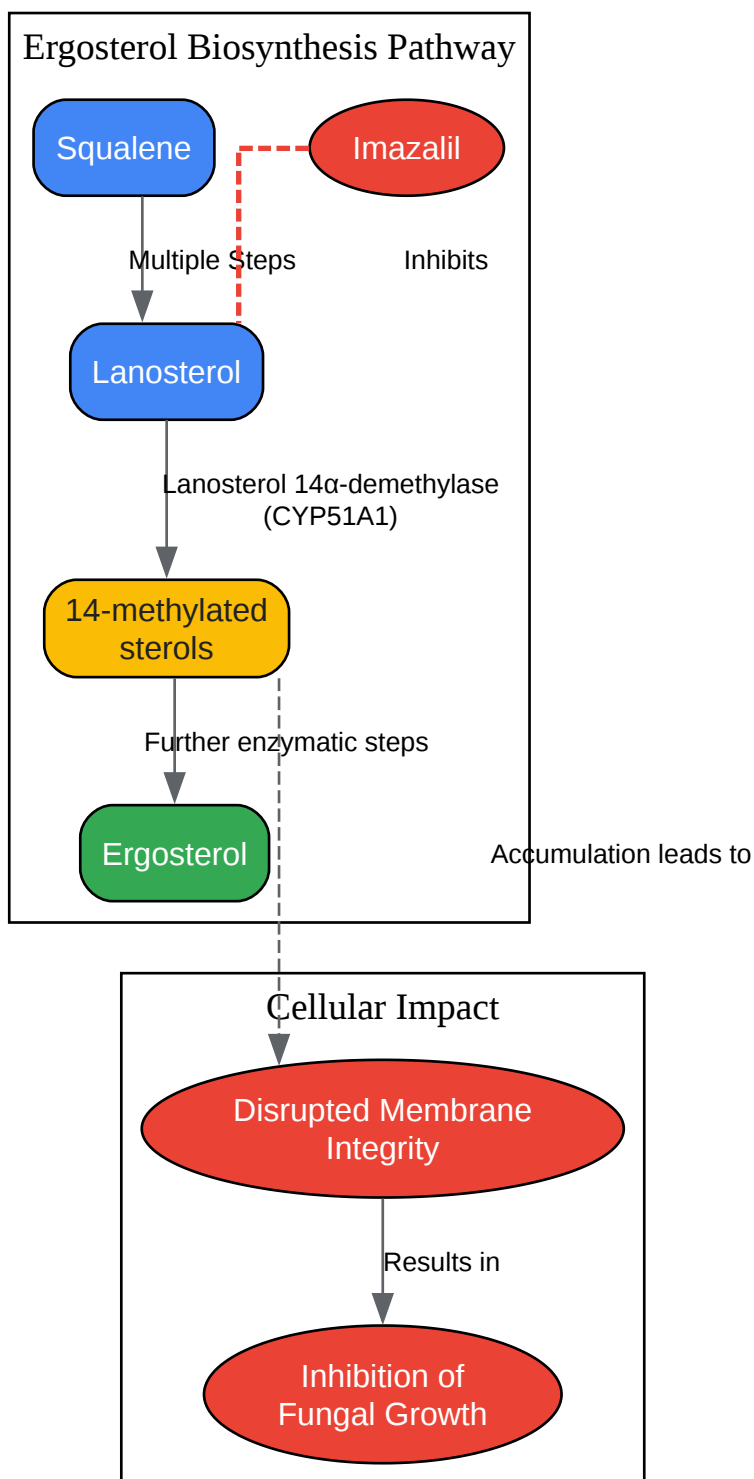 Ergosterol Biosynthesis Pathway
Squalene
Imazalil
Multiple Steps
Inhibits
Lanosterol
Lanosterol 14α-demethylase
(CYP51A1)
14-methylated
sterols
Further enzymatic steps
Ergosterol
Accumulation leads to
Cellular Impact
Disrupted Membrane
Integrity
Results in
Inhibition of
Fungal Growth